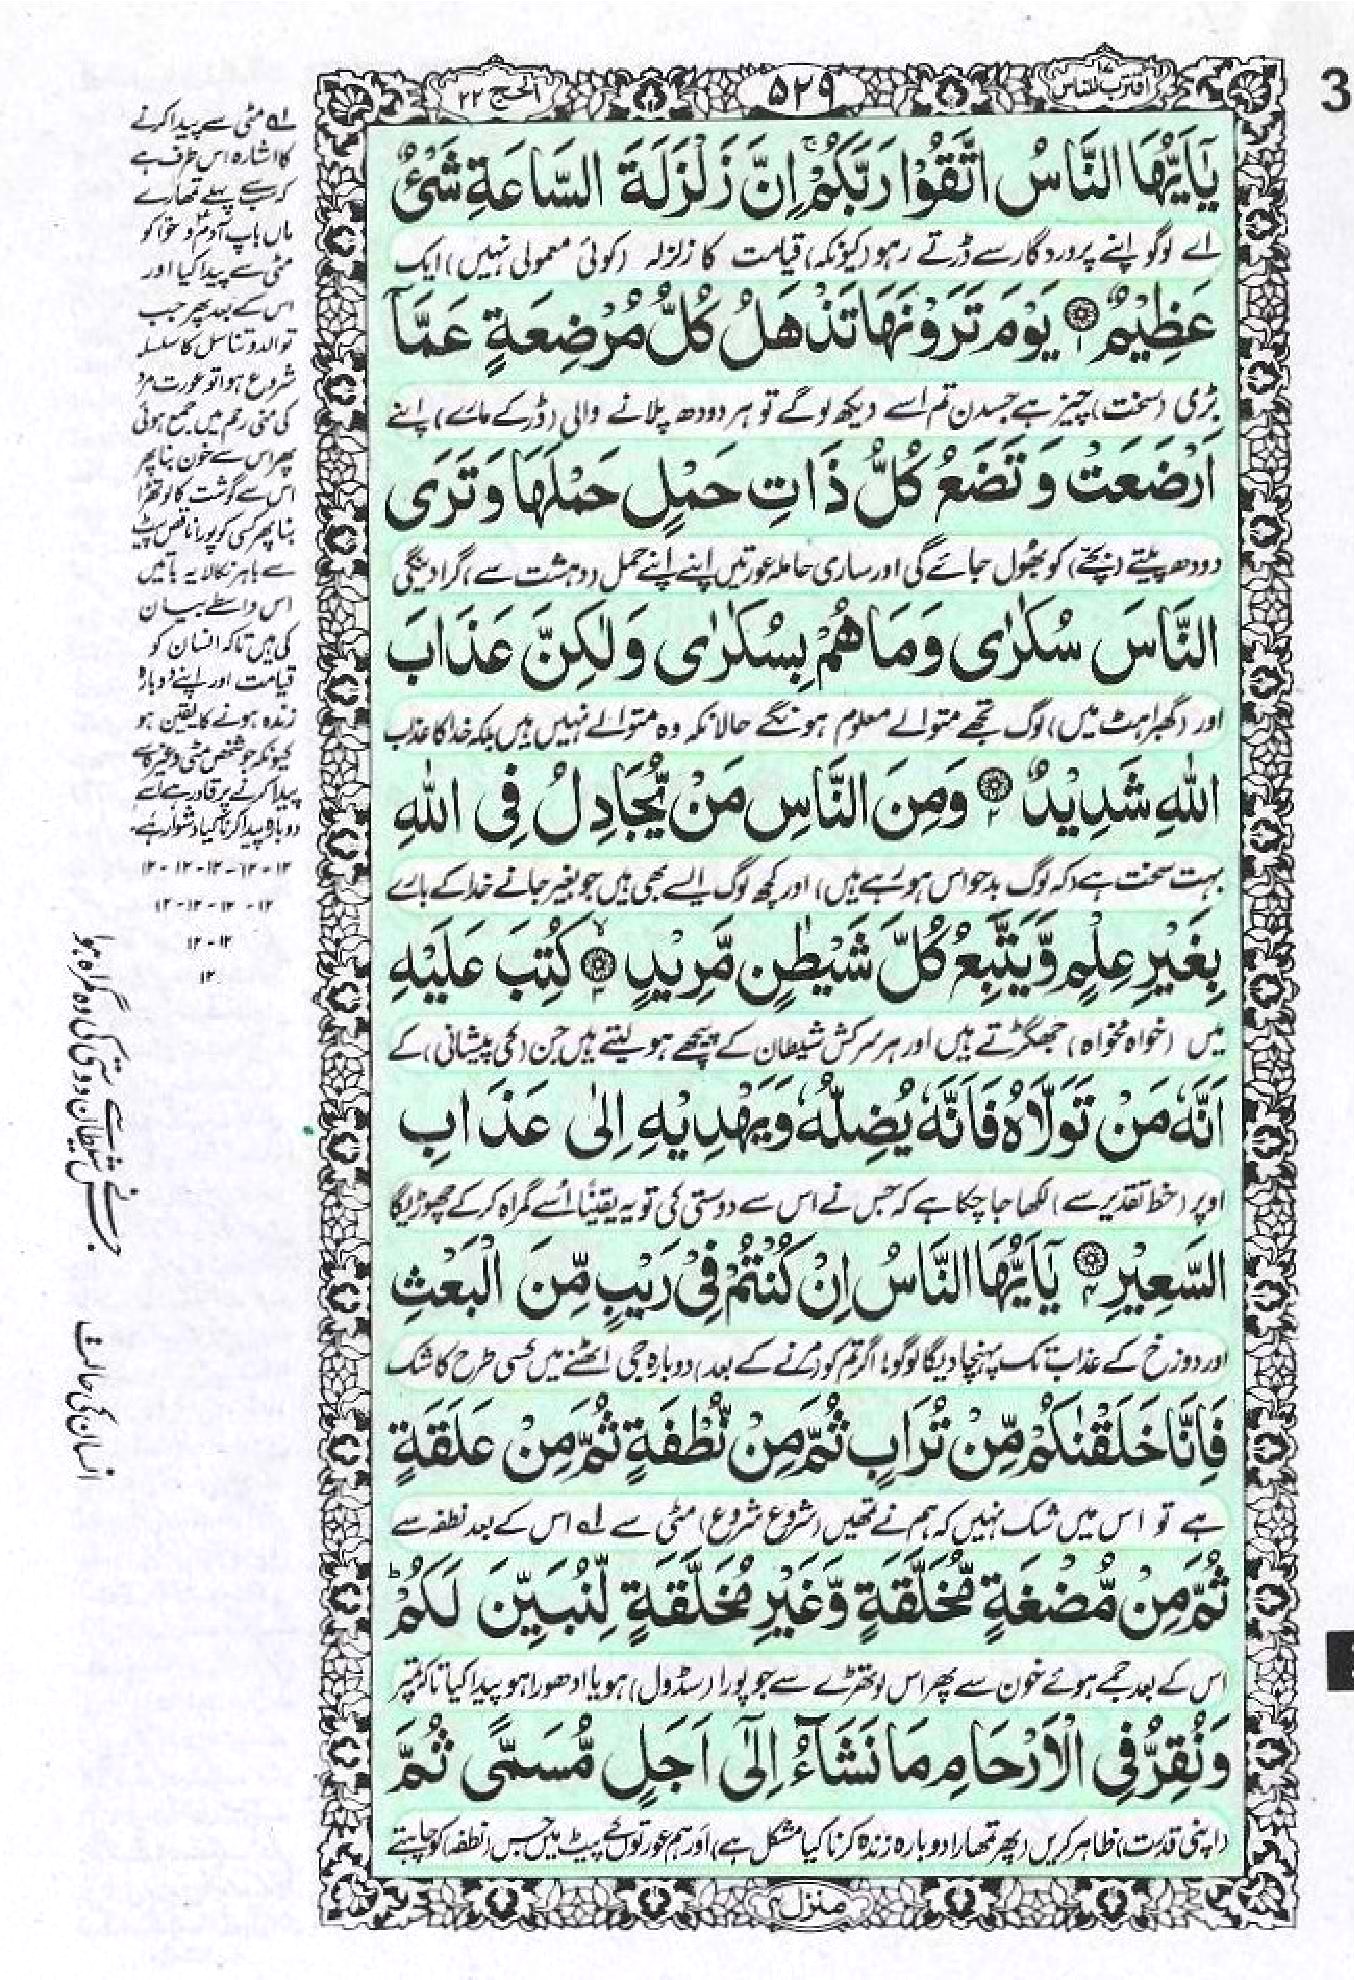 اقترب للناس ۱۷
۵۲۹
الحج ۲۲
3
یٰۤاَیُّهَا النَّاسُ اتَّقُوْا رَبَّكُمْ ۚ اِنَّ زَلْزَلَةَ السَّاعَةِ شَیْءٌ
اے لوگو اپنے پروردگار سے ڈرتے رہو (کیونکہ) قیامت کا زلزلہ (کوئی معمولی نہیں) ایک
عَظِیْمٌ ۱ یَوْمَ تَرَوْنَهَا تَذْهَلُ كُلُّ مُرْضِعَةٍ عَمَّاۤ
بڑی (سخت) چیز ہے جسدن تم اسے دیکھ لوگے تو ہر دودھ پلانے والی (ڈر کے مارے) اپنے
اَرْضَعَتْ وَ تَضَعُ كُلُّ ذَاتِ حَمْلٍ حَمْلَهَا وَ تَرَی
دودھ پیتے (بچے) کو بھول جائے گی اور ساری حاملہ عورتیں اپنے اپنے حمل (دہشت سے) گرا دینگی
النَّاسَ سُكٰرٰی وَ مَا هُمْ بِسُكٰرٰی وَ لٰكِنَّ عَذَابَ
اور (گھبراہٹ میں) لوگ تجھے متوالے معلوم ہونگے حالانکہ وہ متوالے نہیں ہیں بلکہ خدا کا عذاب
اللّٰهِ شَدِیْدٌ ۲ وَ مِنَ النَّاسِ مَنْ یُّجَادِلُ فِی اللّٰهِ
بہت سخت ہے (کہ لوگ بدحواس ہو رہے ہیں) اور کچھ لوگ ایسے بھی ہیں جو بغیر جانے خدا کے بارے
بِغَیْرِ عِلْمٍ وَّ یَتَّبِعُ كُلَّ شَیْطٰنٍ مَّرِیْدٍ ۳ كُتِبَ عَلَیْهِ
میں (خواہ مخواہ) جھگڑتے ہیں اور ہر سرکش شیطان کے پیچھے ہو لیتے ہیں جن (کی پیشانی) کے
اَنَّهٗ مَنْ تَوَلَّاهُ فَاَنَّهٗ یُضِلُّهٗ وَ یَهْدِیْهِ اِلٰی عَذَابِ
اوپر (خط تقدیر سے) لکھا جا چکا ہے کہ جس نے اس سے دوستی کی تو یہ یقیناً اُسے گمراہ کر کے چھوڑیگا
السَّعِیْرِ ۴ یٰۤاَیُّهَا النَّاسُ اِنْ كُنْتُمْ فِیْ رَیْبٍ مِّنَ الْبَعْثِ
اور دوزخ کے عذاب تک پہنچا دیگا لوگو! اگر تم کو (مرنے کے بعد) دوبارہ جی اٹھنے میں کسی طرح کا شک
فَاِنَّا خَلَقْنٰكُمْ مِّنْ تُرَابٍ ثُمَّ مِنْ نُّطْفَةٍ ثُمَّ مِنْ عَلَقَةٍ
ہے تو اس میں شک نہیں کہ ہم نے تمھیں (شروع شروع) مٹی سے ۱ے اس کے بعد نطفہ سے
ثُمَّ مِنْ مُّضْغَةٍ مُّخَلَّقَةٍ وَّ غَیْرِ مُخَلَّقَةٍ لِّنُبَیِّنَ لَكُمْ ؕ
اس کے بعد جمے ہوئے خون سے پھر اس لوتھڑے سے جو پورا (سڈول) ہو یا ادھورا ہو پیدا کیا تاکہ تم پر
وَ نُقِرُّ فِی الْاَرْحَامِ مَا نَشَآءُ اِلٰۤی اَجَلٍ مُّسَمًّی ثُمَّ
(اپنی قدرت) ظاہر کریں (پھر تمھارا دوبارہ زندہ کرنا کیا مشکل ہے) اور ہم عورتوں کے پیٹ میں جس (نطفہ) کو چاہتے
منزل
۱ے مٹی سے پیدا کرنے
کا اشارہ اس طرف ہے
کہ سب سے پہلے تمھارے
ماں باپ آدمؑ و حوّا کو
مٹی سے پیدا کیا اور
اس کے بعد پھر جب
توالد و تناسل کا سلسلہ
شروع ہوا تو عورت مرد
کی منی رحم میں جمع ہوئی
پھر اس سے خون بنا پھر
اس سے گوشت کا لوتھڑا
بنا پھر کسی کو پورا ناقص پیٹ
سے باہر نکالا یہ باتیں
اس واسطے بیان
کی ہیں تاکہ انسان کو
قیامت اور اپنے دوبارہ
زندہ ہونے کا یقین ہو
کیونکہ جو شخص مٹی وغیرہ سے
پیدا کرنے پر قادر ہے اسے
دوبارہ پیدا کرنا کیا دشوار ہے۔
۱۲-۱۲-۱۲-۱۲-۱۲
۱۲-۱۲-۱۲-۱۲
۱۲-۱۲
۱۲
جس نے شیطان سے دوستی کی وہ گمراہ ہوا
انسان کی حالت